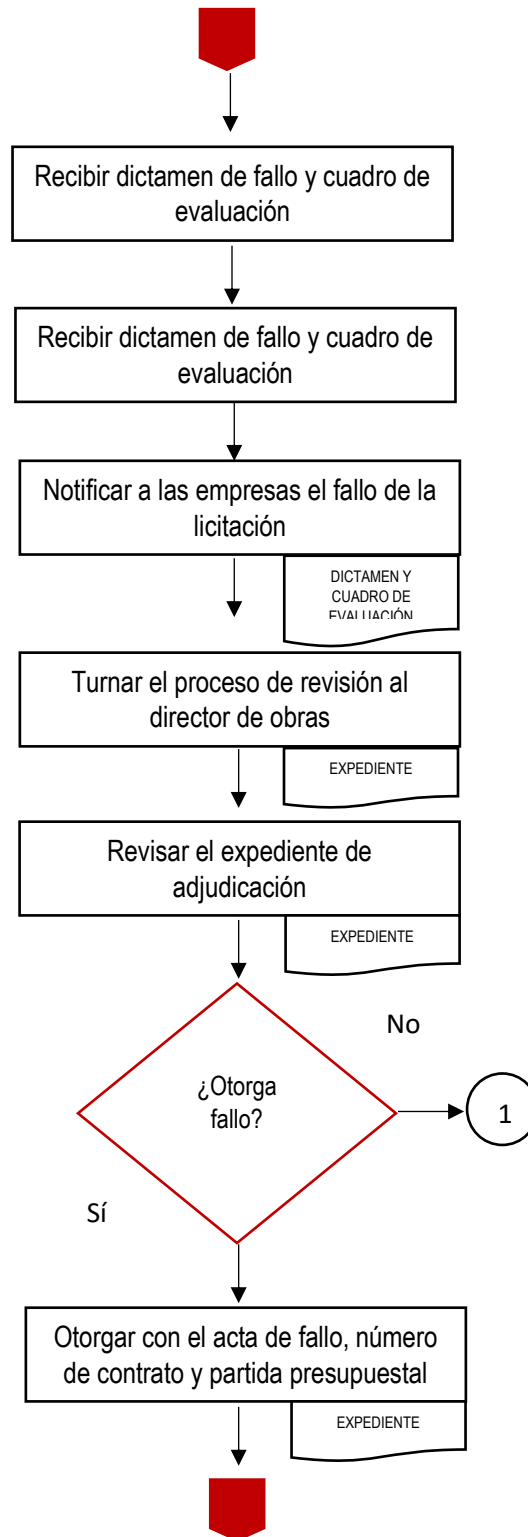 Recibir dictamen de fallo y cuadro de
evaluación
Recibir dictamen de fallo y cuadro de
evaluación
Notificar a las empresas el fallo de la
licitación
DICTAMEN Y
CUADRO DE
EVALUACIÓN
Turnar el proceso de revisión al
director de obras
EXPEDIENTE
Revisar el expediente de
adjudicación
EXPEDIENTE
No
¿Otorga
fallo?
1
Sí
Otorgar con el acta de fallo, número
de contrato y partida presupuestal
EXPEDIENTE